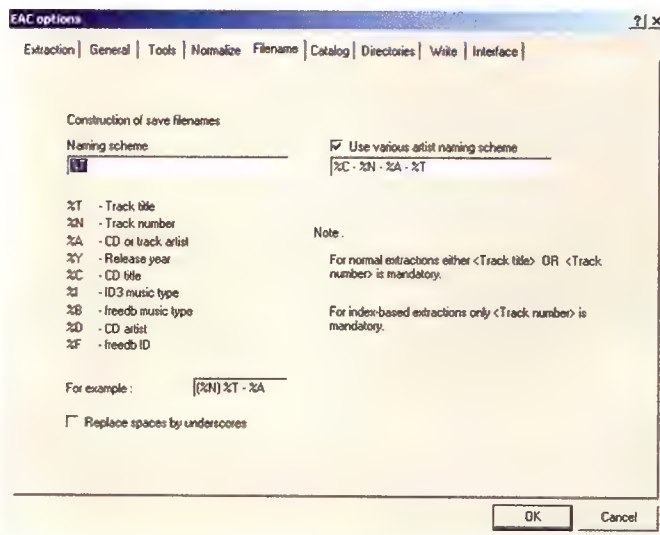 EAC options
Extraction General Tools Normalize Filename Catalog Directories Write Interface
Construction of save filenames
Naming scheme
%T
%T - Track title
%N - Track number
%A - CD or track artist
%Y - Release year
%C - CD title
%I - ID3 music type
%B - freedb music type
%D - CD artist
%F - freedb ID
For example : (%N) %T - %A
Replace spaces by underscores
Use various artist naming scheme
%C - %N - %A - %T
Note :
For normal extractions either <Track title> OR <Track
number> is mandatory.
For index-based extractions only <Track number> is
mandatory.
OK Cancel